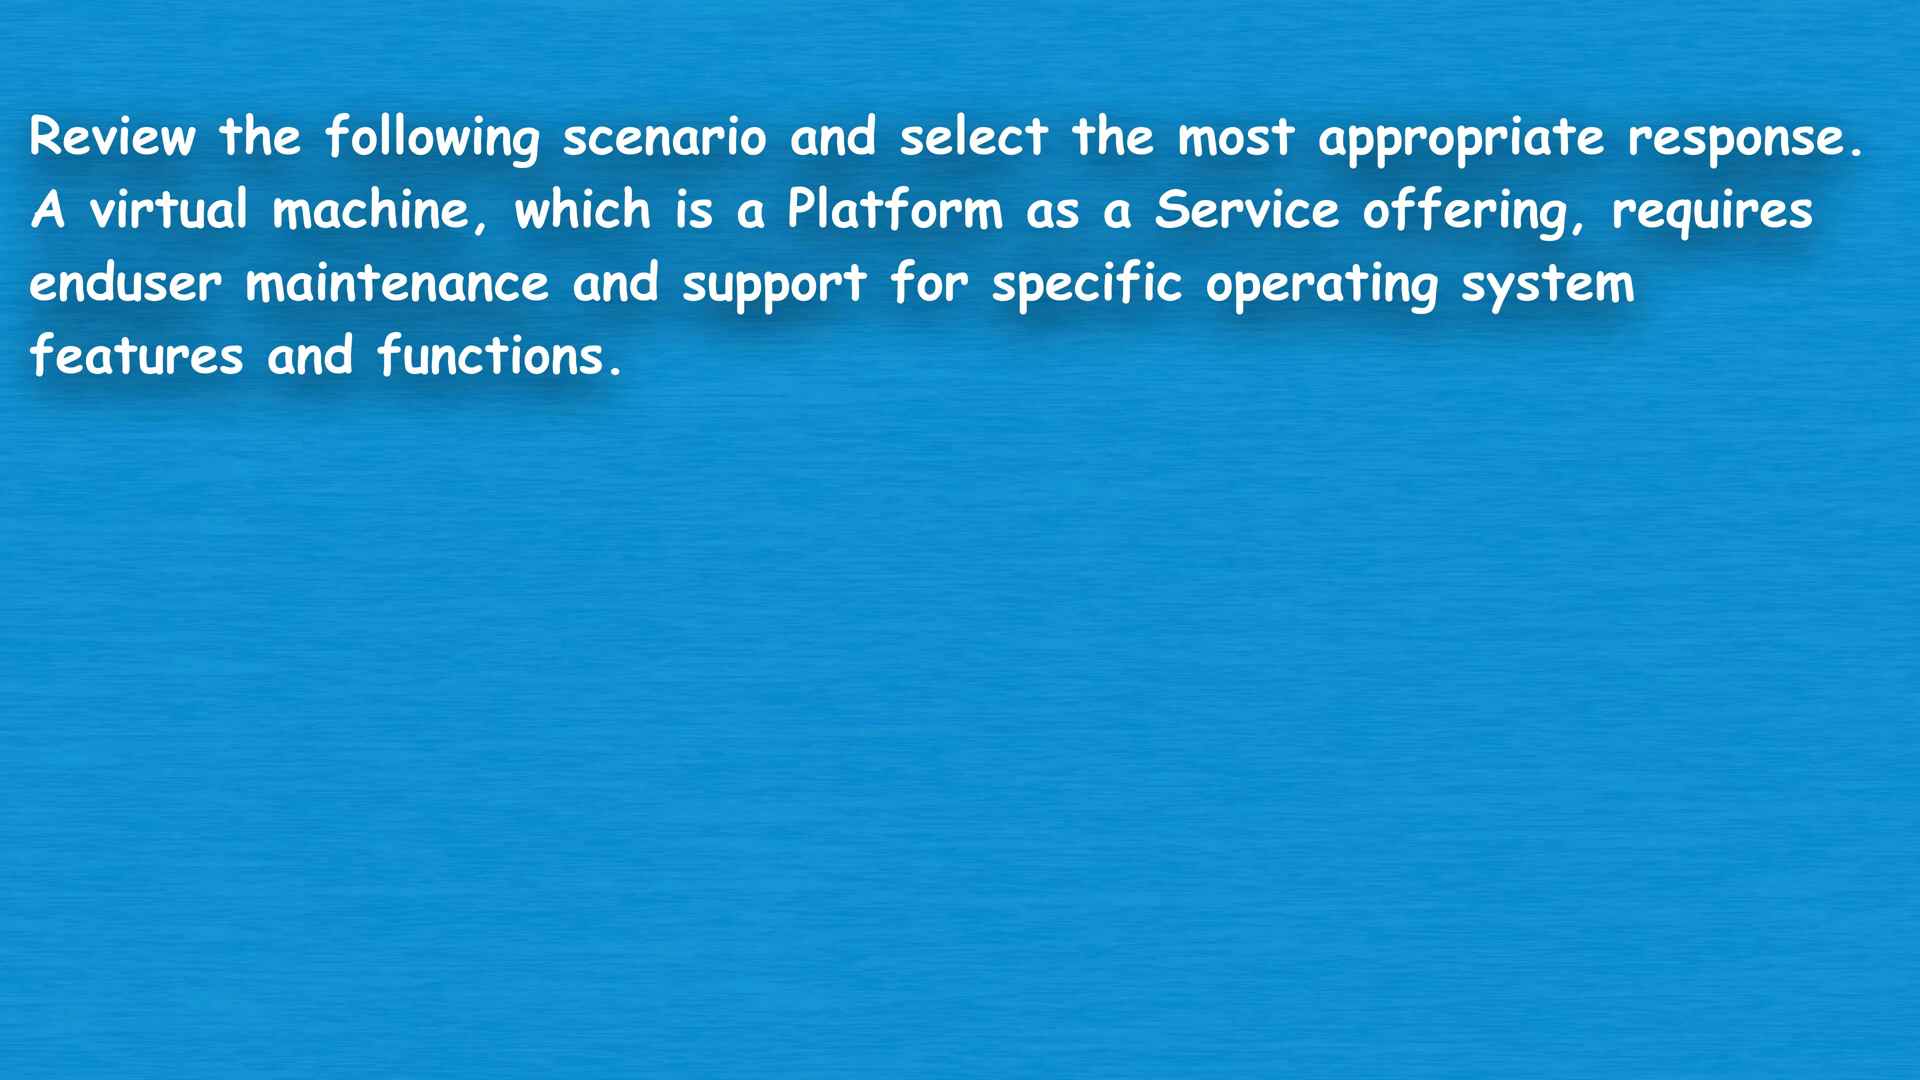 Review the following scenario and select the most appropriate response.
A virtual machine, which is a Platform as a Service offering, requires
enduser maintenance and support for specific operating system
features and functions.